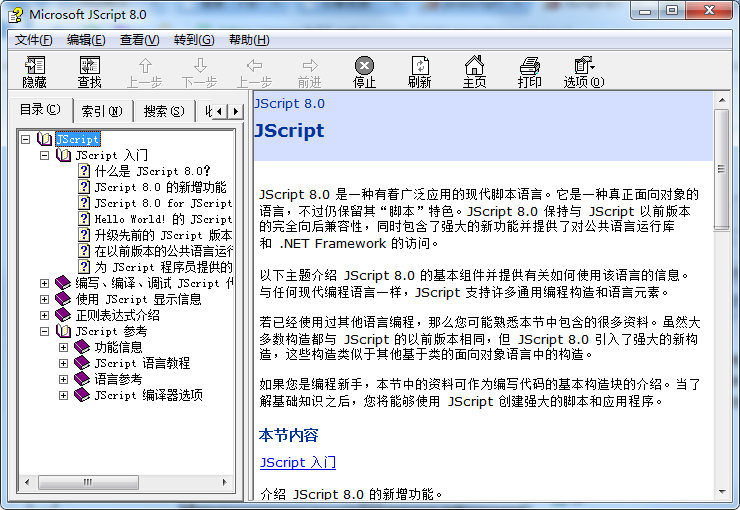 Microsoft JScript 8.0
文件(F) 编辑(E) 查看(V) 转到(G) 帮助(H)
隐藏 查找 上一步 下一步 上一步 前进 停止 刷新 主页 打印 选项(O)
目录(C) 索引(N) 搜索(S)
JScript
JScript 入门
什么是 JScript 8.0?
JScript 8.0 的新增功能
JScript 8.0 for JScript
Hello World! 的 JScript
升级先前的 JScript 版本
在以前版本的公共语言运行
为 JScript 程序员提供的
编写、编译、调试 JScript 代
使用 JScript 显示信息
正则表达式介绍
JScript 参考
功能信息
JScript 语言教程
语言参考
JScript 编译器选项
JScript 8.0
JScript
JScript 8.0 是一种有着广泛应用的现代脚本语言。它是一种真正面向对象的
语言，不过仍保留其“脚本”特色。JScript 8.0 保持与 JScript 以前版本
的完全向后兼容性，同时包含了强大的新功能并提供了对公共语言运行库
和 .NET Framework 的访问。
以下主题介绍 JScript 8.0 的基本组件并提供有关如何使用该语言的信息。
与任何现代编程语言一样，JScript 支持许多通用编程构造和语言元素。
若已经使用过其他语言编程，那么您可能熟悉本节中包含的很多资料。虽然大
多数构造都与 JScript 的以前版本相同，但 JScript 8.0 引入了强大的新构
造，这些构造类似于其他基于类的面向对象语言中的构造。
如果您是编程新手，本节中的资料可作为编写代码的基本构造块的介绍。当了
解基础知识之后，您将能够使用 JScript 创建强大的脚本和应用程序。
本节内容
JScript 入门
介绍 JScript 8.0 的新增功能。